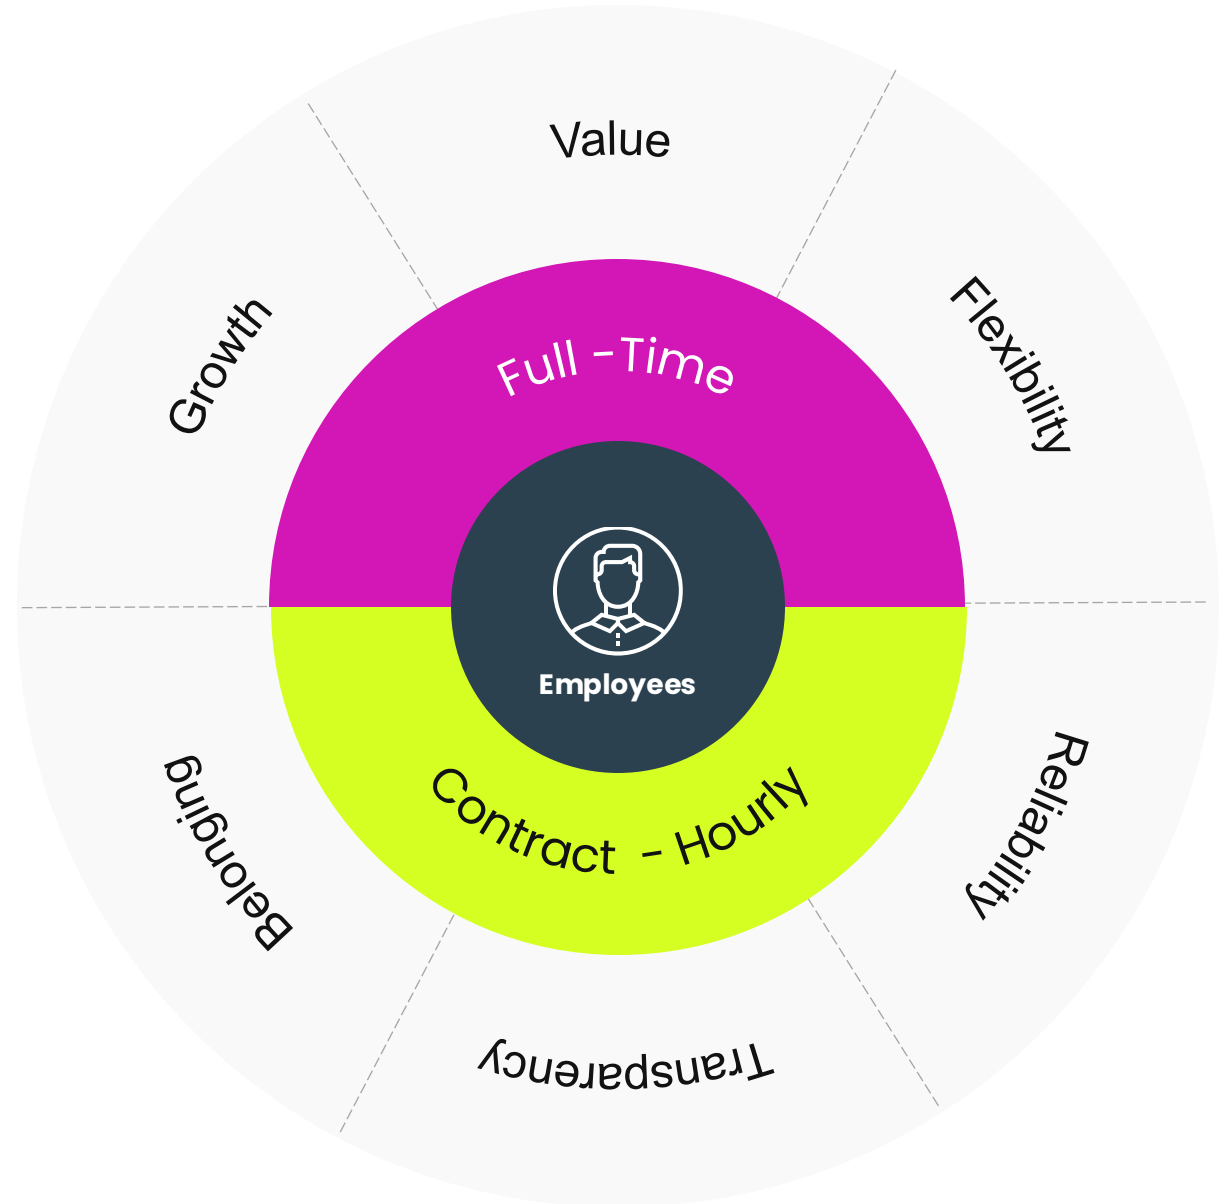 Value
Flexibility
Reliability
Transparency
Belonging
Growth
Full -Time
Employees
Contract - Hourly